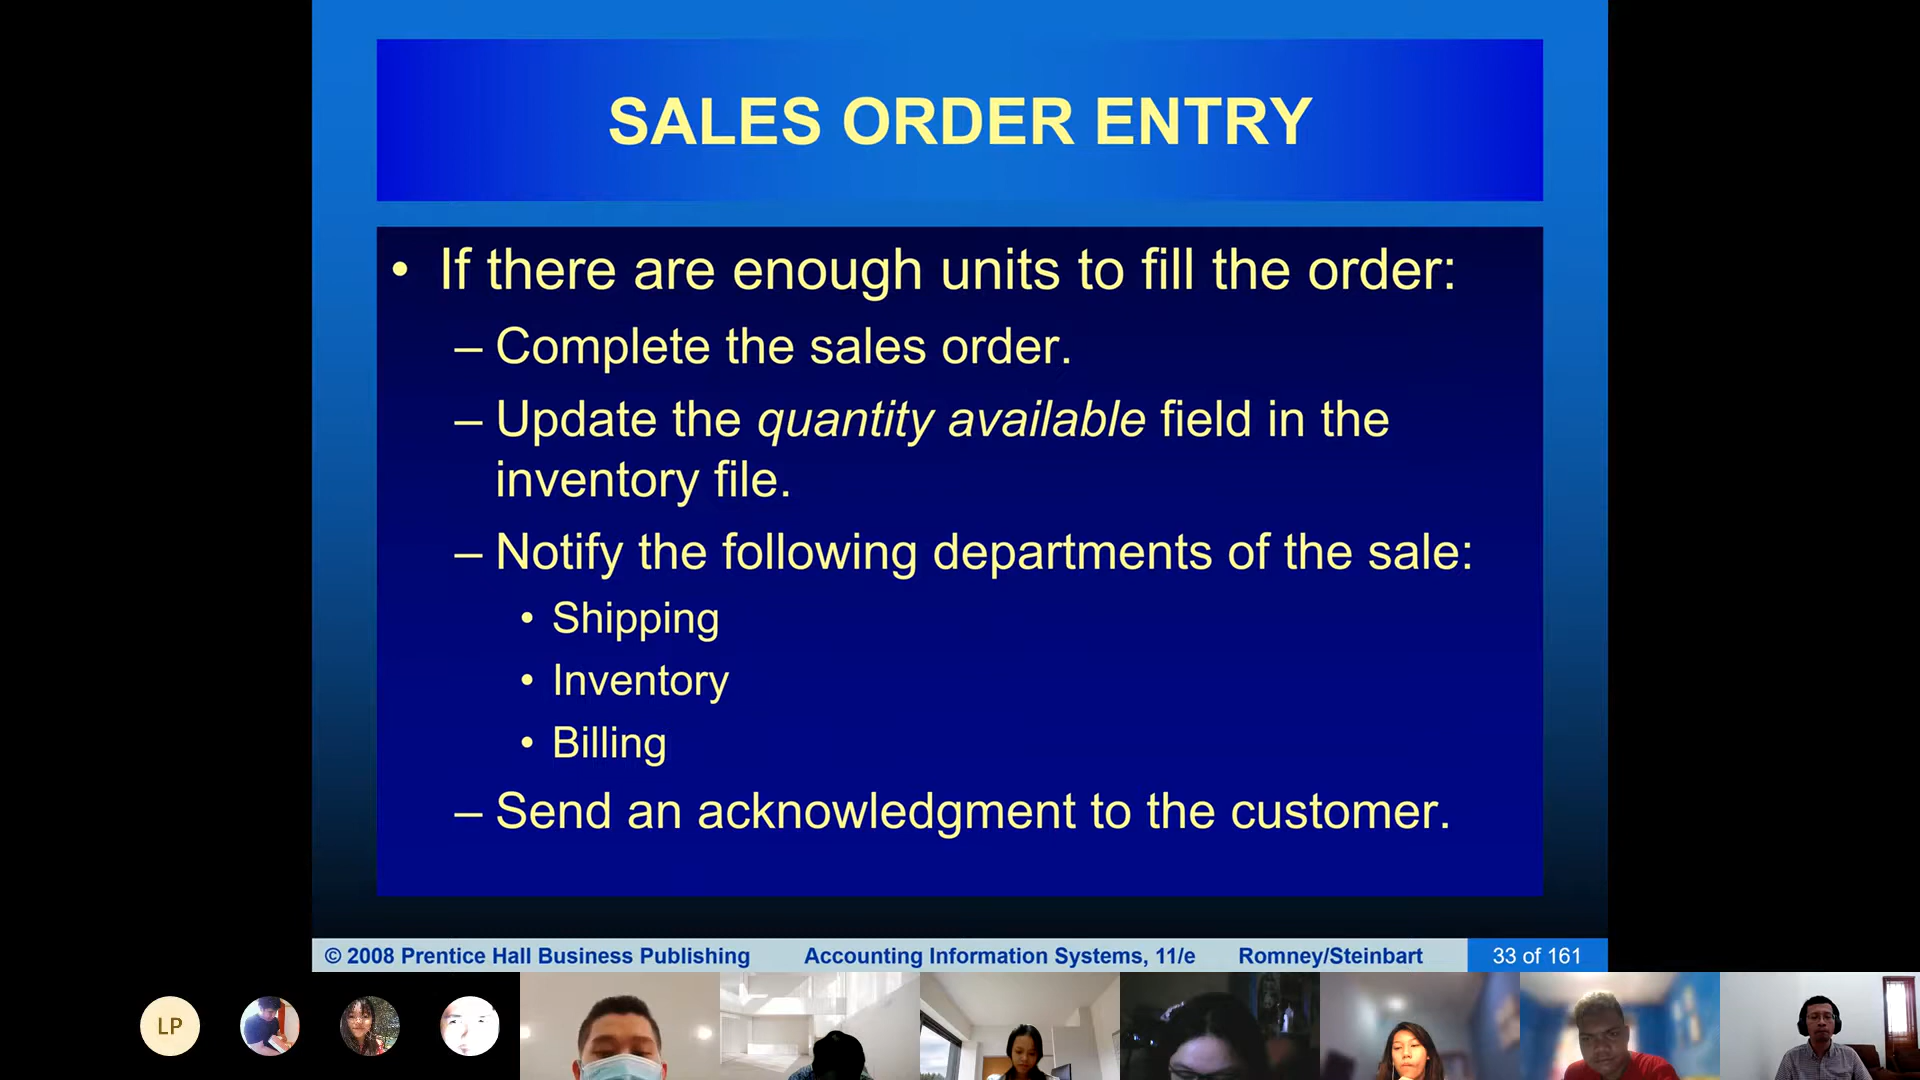 SALES ORDER ENTRY
• If there are enough units to fill the order:
– Complete the sales order.
– Update the quantity available field in the
inventory file.
– Notify the following departments of the sale:
• Shipping
• Inventory
• Billing
– Send an acknowledgment to the customer.
© 2008 Prentice Hall Business Publishing Accounting Information Systems, 11/e Romney/Steinbart 33 of 161
LP